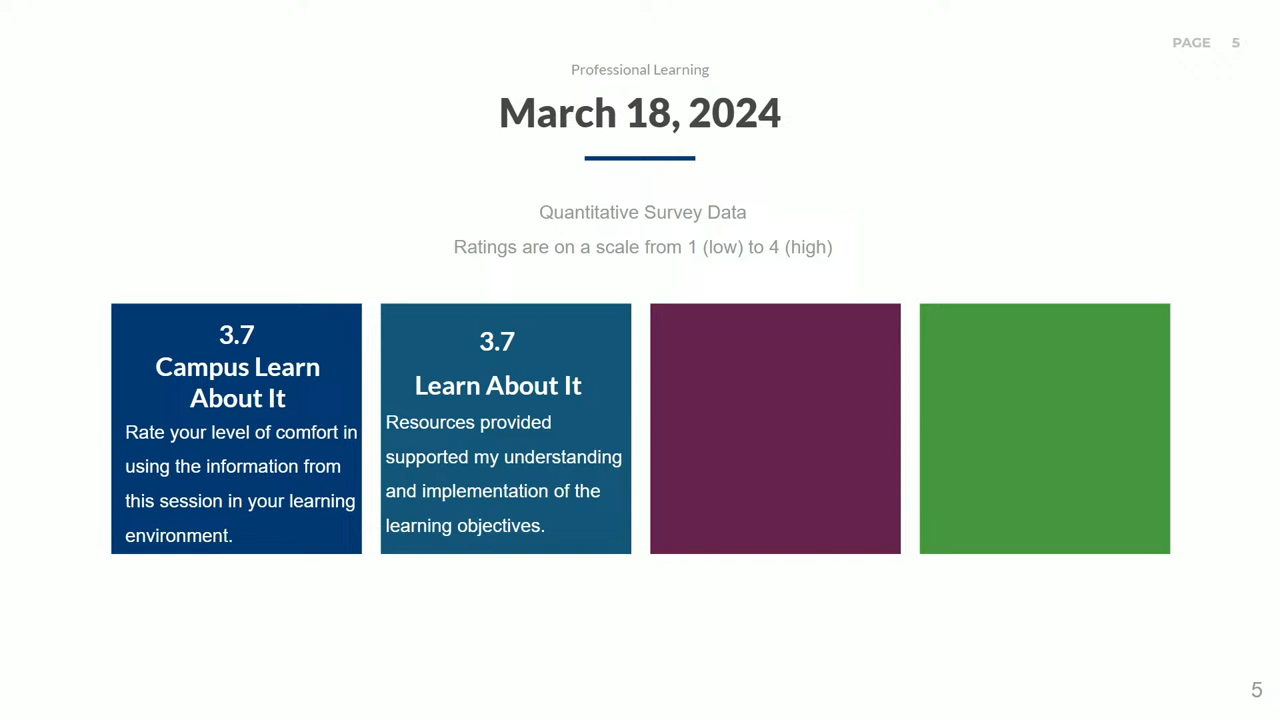 PAGE 5
Professional Learning
March 18, 2024
Quantitative Survey Data
Ratings are on a scale from 1 (low) to 4 (high)
3.7
Campus Learn
About It
Rate your level of comfort in
using the information from
this session in your learning
environment.
3.7
Learn About It
Resources provided
supported my understanding
and implementation of the
learning objectives.
5